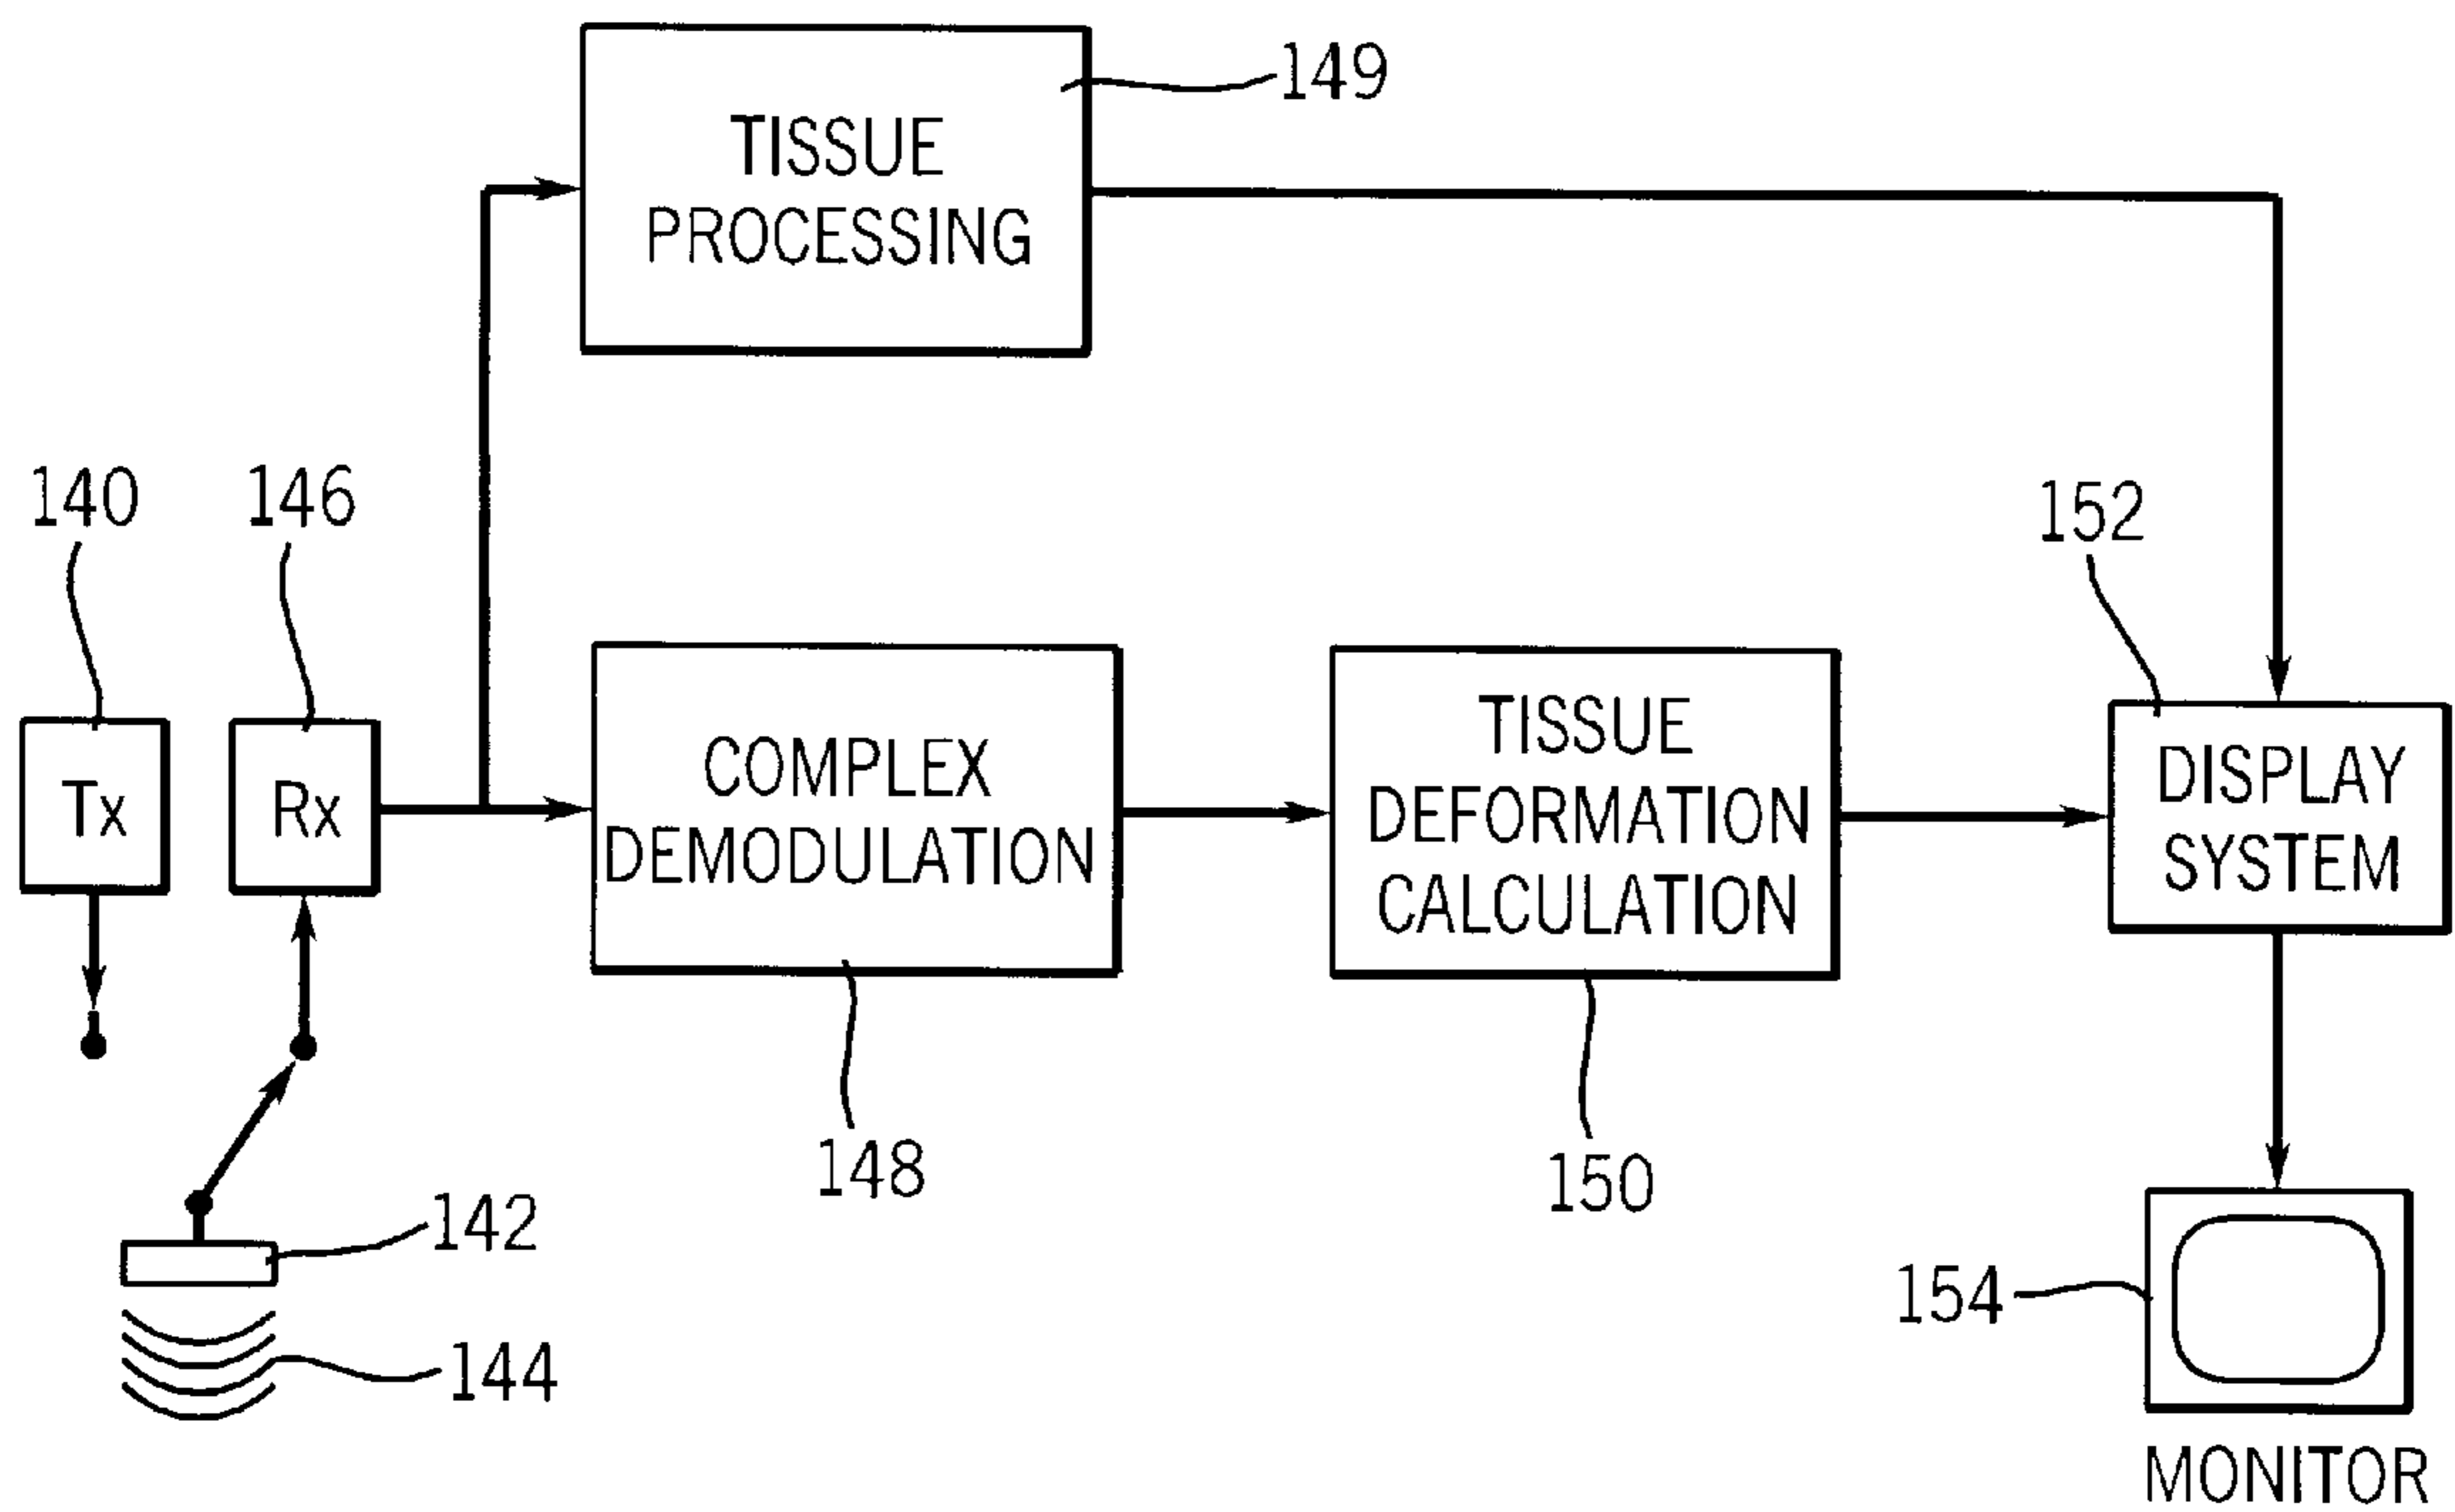 149
TISSUE
PROCESSING
140
146
152
Tx
Rx
COMPLEX
DEMODULATION
TISSUE
DEFORMATION
CALCULATION
DISPLAY
SYSTEM
148
150
142
144
154
MONITOR